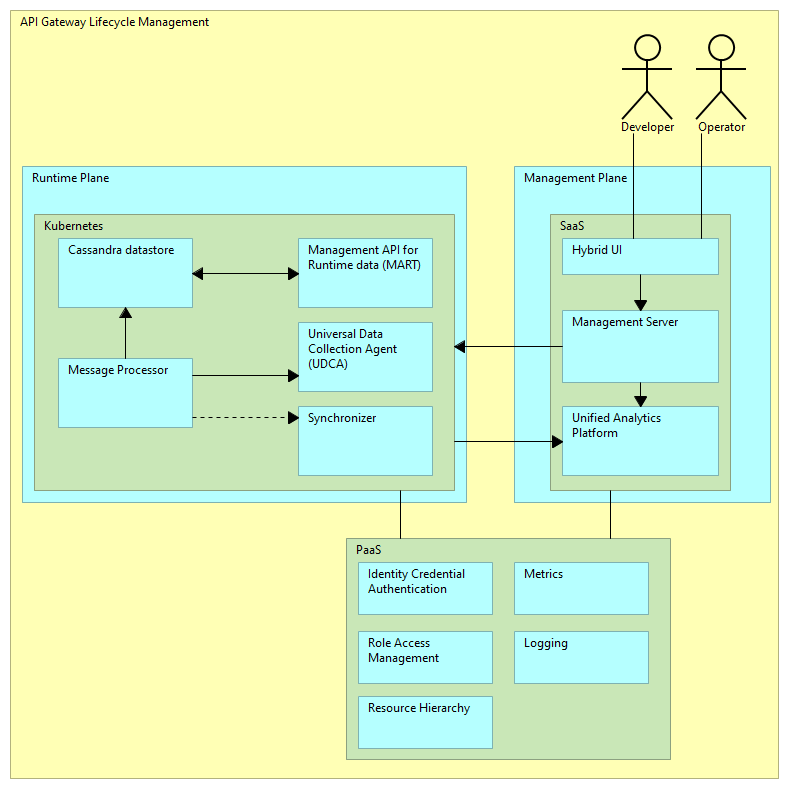 API Gateway Lifecycle Management
Developer
Operator
Runtime Plane
Kubernetes
Cassandra datastore
Management API for
Runtime data (MART)
Universal Data
Collection Agent
(UDCA)
Message Processor
Synchronizer
Management Plane
SaaS
Hybrid UI
Management Server
Unified Analytics
Platform
PaaS
Identity Credential
Authentication
Metrics
Role Access
Management
Logging
Resource Hierarchy